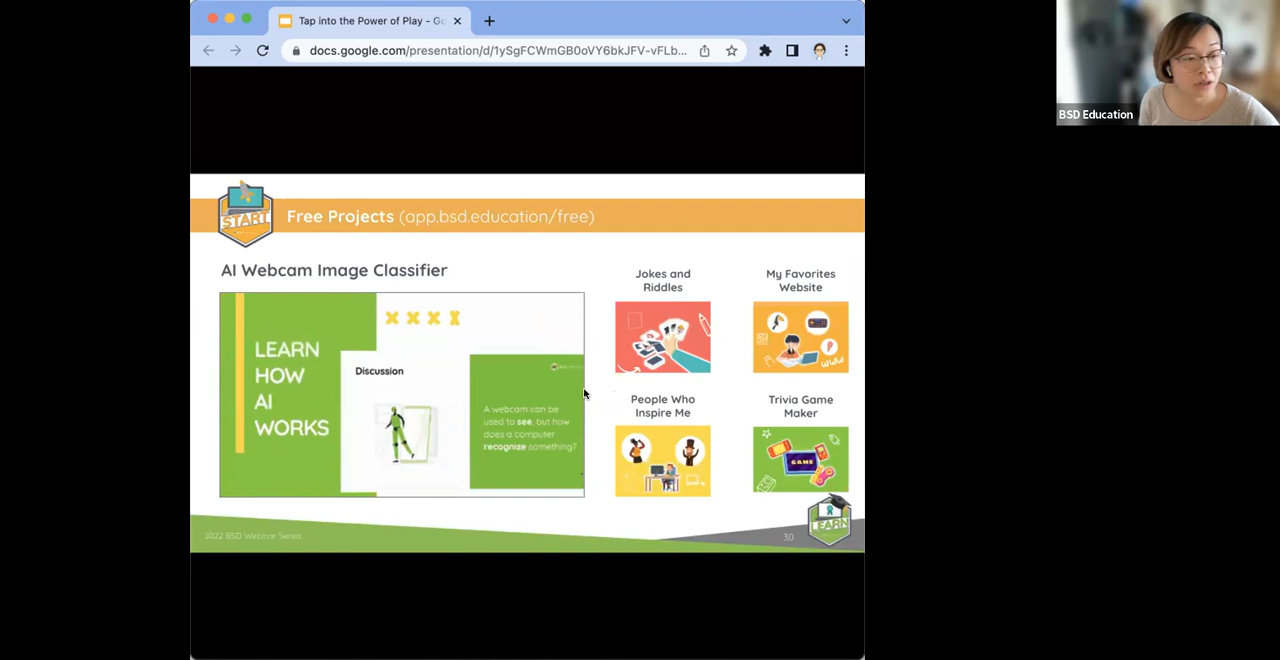 Tap into the Power of Play - Go
docs.google.com/presentation/d/1ySgFCWmGB0oVY6bkJFV-vFLb...
BSD Education
START
Free Projects (app.bsd.education/free)
AI Webcam Image Classifier
LEARN
HOW
AI
WORKS
Discussion
A webcam can be
used to see, but how
does a computer
recognize something?
Jokes and
Riddles
My Favorites
Website
WWW
People Who
Inspire Me
Trivia Game
Maker
GAME
LEARN
2022 BSD Webinar Series
30